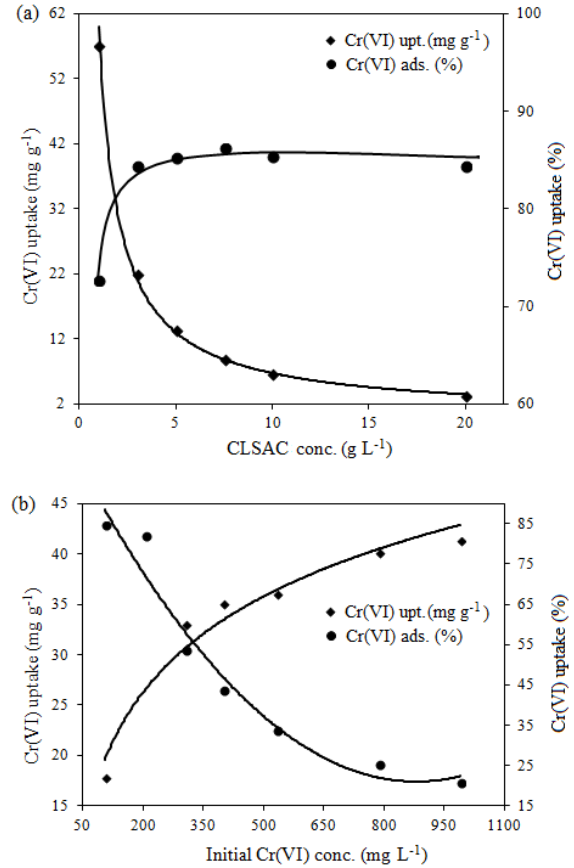 (a)
Cr(VI) uptake (mg g-1)
62
52
42
32
22
12
2
Cr(VI) upt.(mg g-1)
Cr(VI) ads. (%)
100
90
80
70
60
Cr(VI) uptake (%)
0 5 10 15 20
CLSAC conc. (g L-1)
(b)
Cr(VI) uptake (mg g-1)
45
40
35
30
25
20
15
Cr(VI) upt.(mg g-1)
Cr(VI) ads. (%)
85
75
65
55
45
35
25
15
Cr(VI) uptake (%)
50 200 350 500 650 800 950 1100
Initial Cr(VI) conc. (mg L-1)